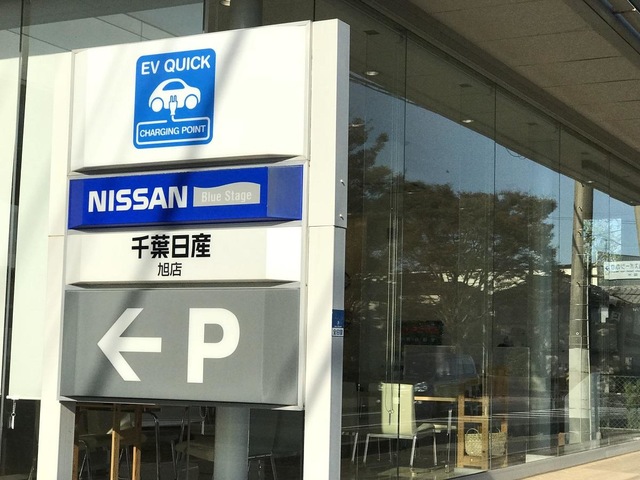 EV QUICK
CHARGING POINT
NISSAN Blue Stage
千葉日産
旭店
← P